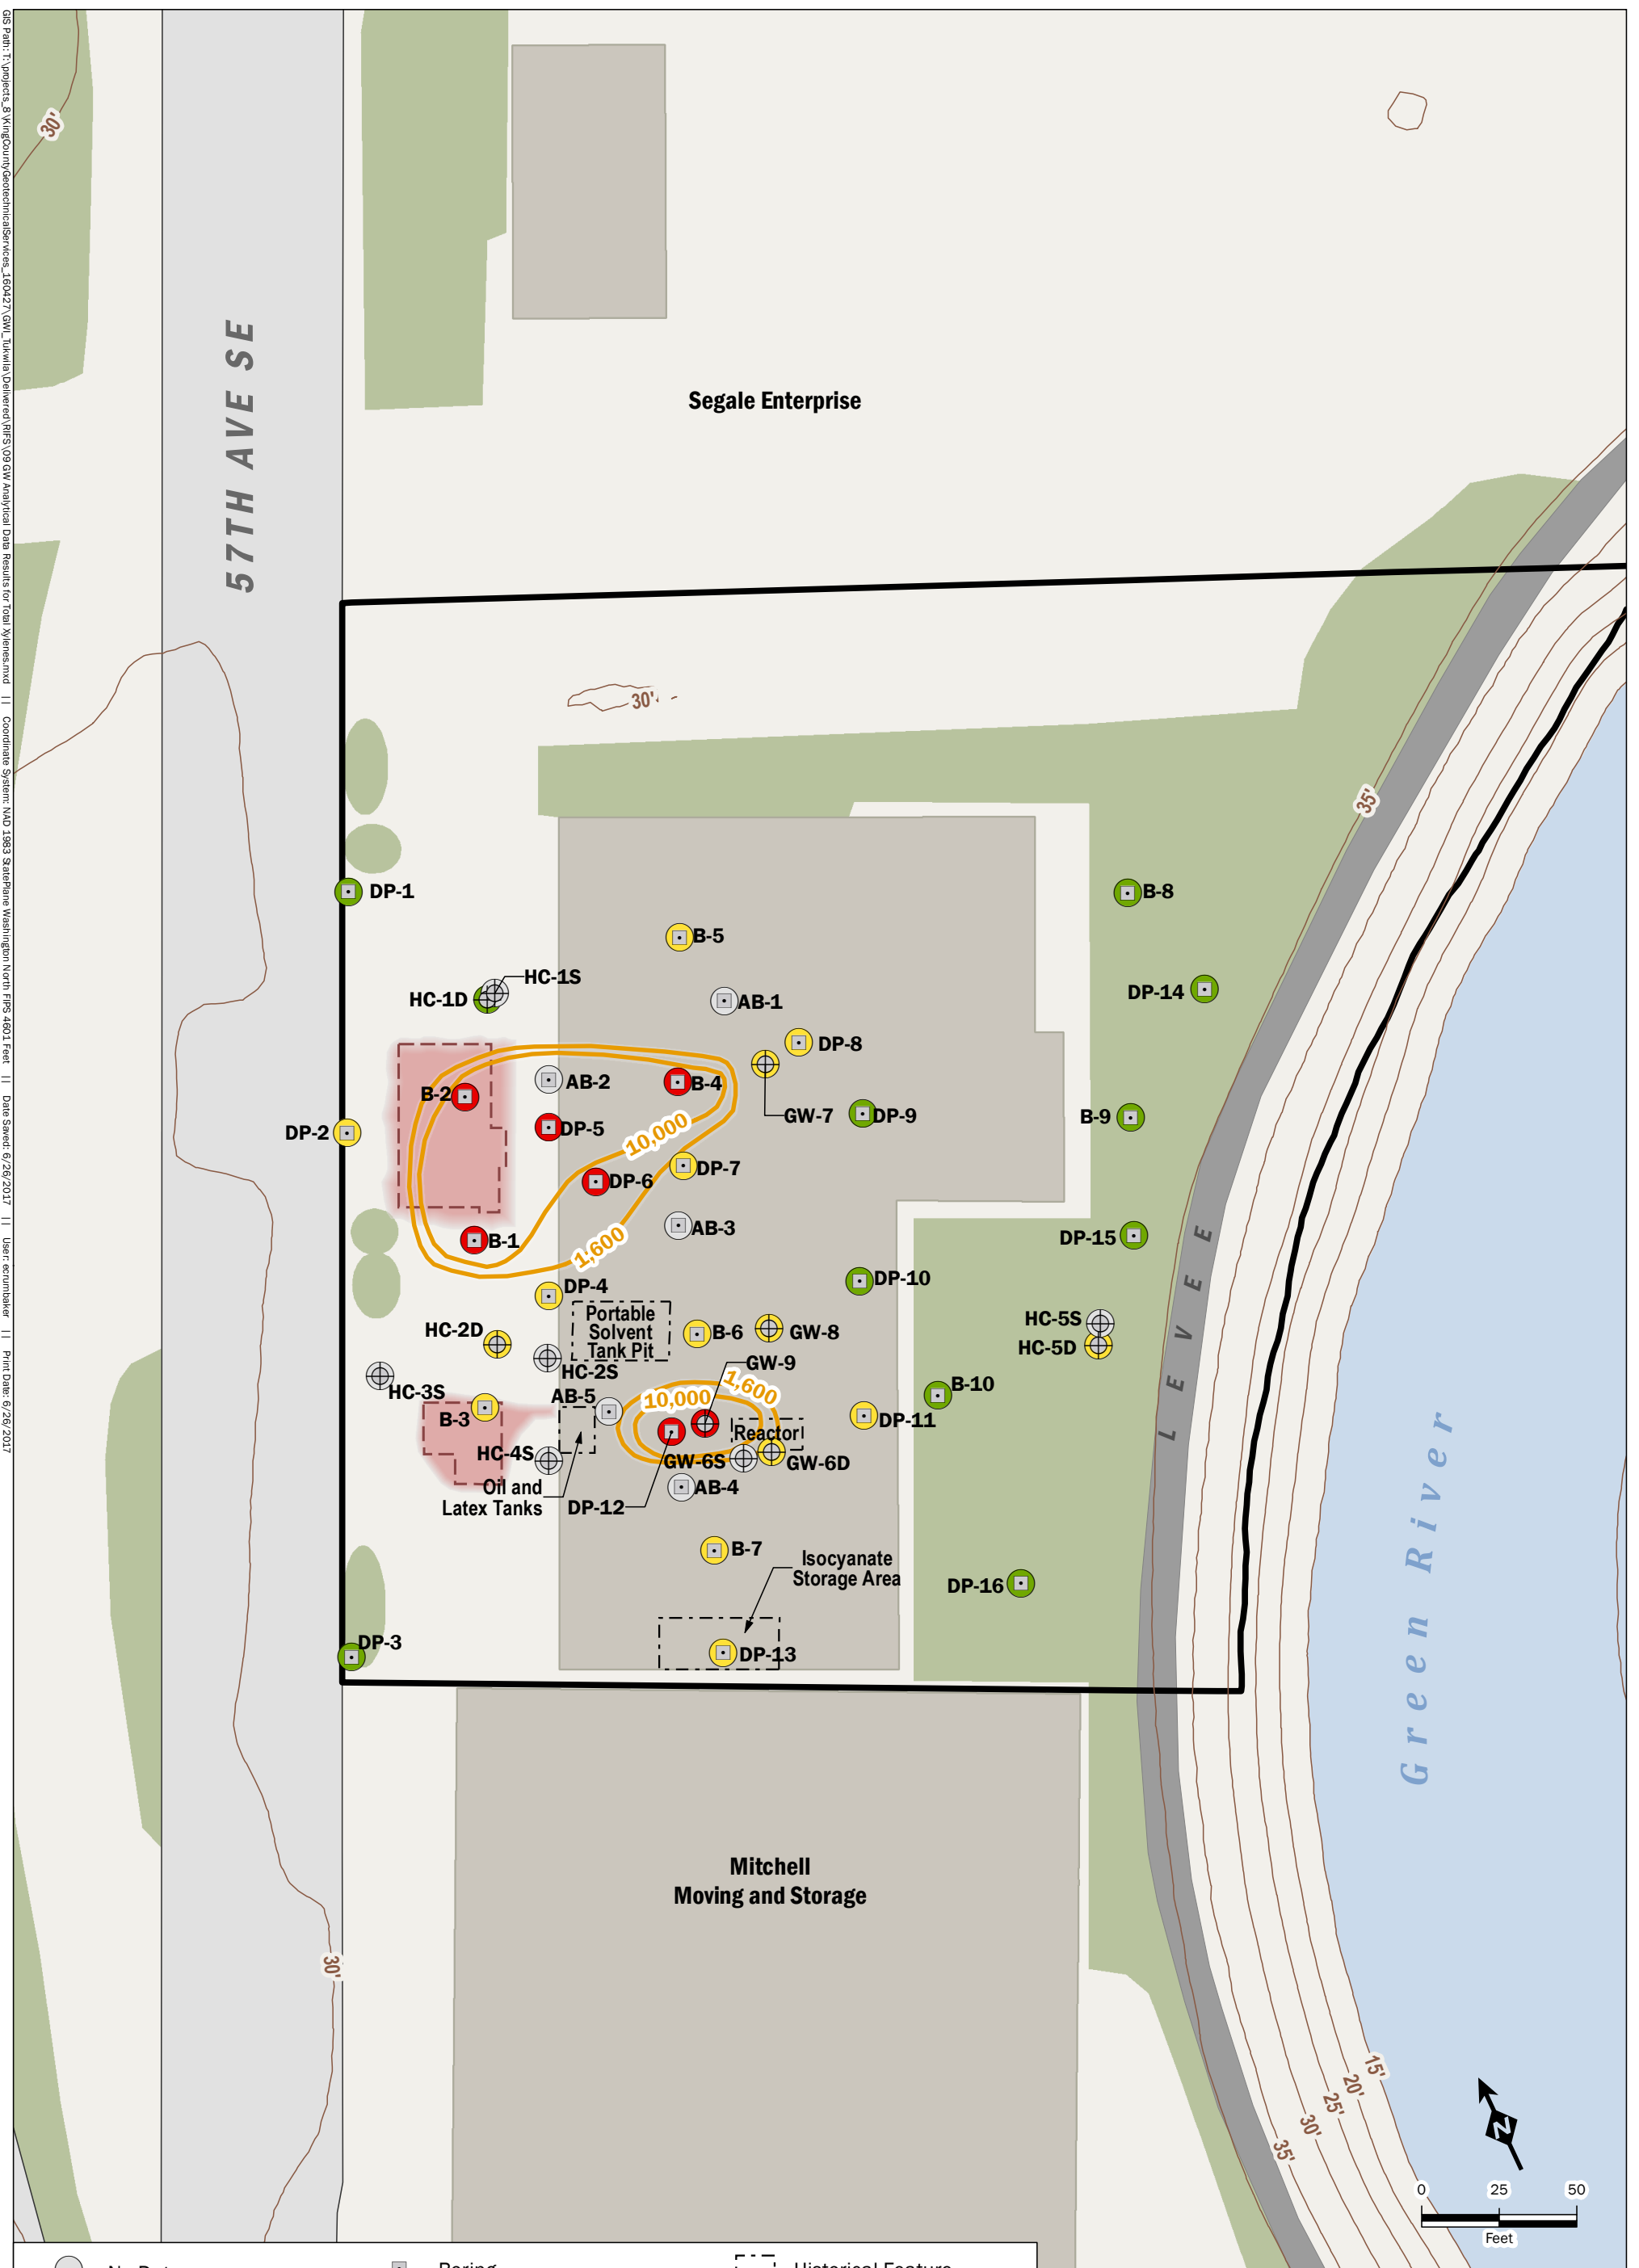 GIS Path: T:\projects_8\KingCountyGeotechnicalServices_160427\GWI_Tukwila\Delivered\RIFS\09 GW Analytical Data Results for Total Xylenes.mxd || Coordinate System: NAD 1983 StatePlane Washington North FIPS 4601 Feet || Date Saved: 6/26/2017 || User: ecrumbaker || Print Date: 6/26/2017
30'
57TH AVE SE
Segale Enterprise
30'
35'
DP-1
B-8
B-5
HC-1S
HC-1D
AB-1
DP-14
DP-8
AB-2
B-4
B-2
GW-7
DP-9
B-9
DP-2
DP-5
10,000
DP-7
DP-6
AB-3
B-1
1,600
DP-15
LEVEE
DP-10
DP-4
Portable
Solvent
Tank Pit
HC-2D
B-6
GW-8
HC-5S
HC-5D
GW-9
HC-2S
HC-3S
AB-5
10,000
1,600
B-10
B-3
DP-11
Reactor
HC-4S
GW-6S
GW-6D
Oil and
Latex Tanks
AB-4
DP-12
B-7
Isocyanate
Storage Area
DP-16
Green River
DP-3
DP-13
Mitchell
Moving and Storage
30'
15'
20'
25'
30'
35'
N
0 25 50
Feet
Boring
Historical Feature